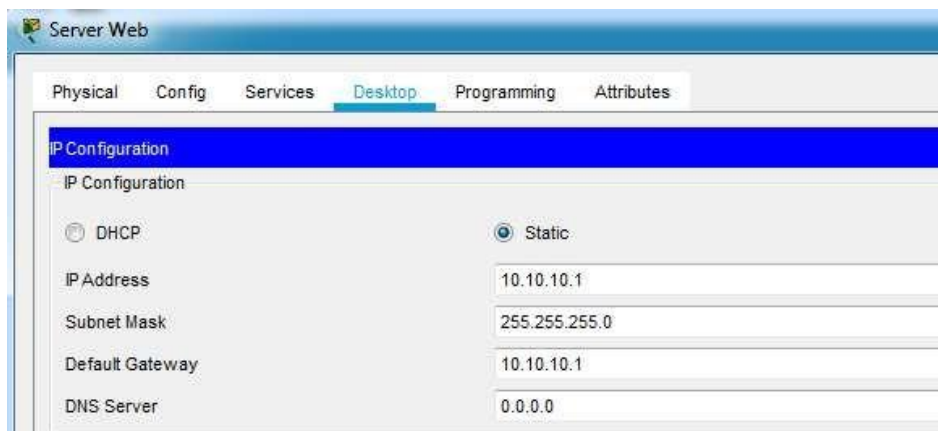 Server Web
Physical Config Services Desktop Programming Attributes
IP Configuration
IP Configuration
DHCP Static
IP Address 10.10.10.1
Subnet Mask 255.255.255.0
Default Gateway 10.10.10.1
DNS Server 0.0.0.0